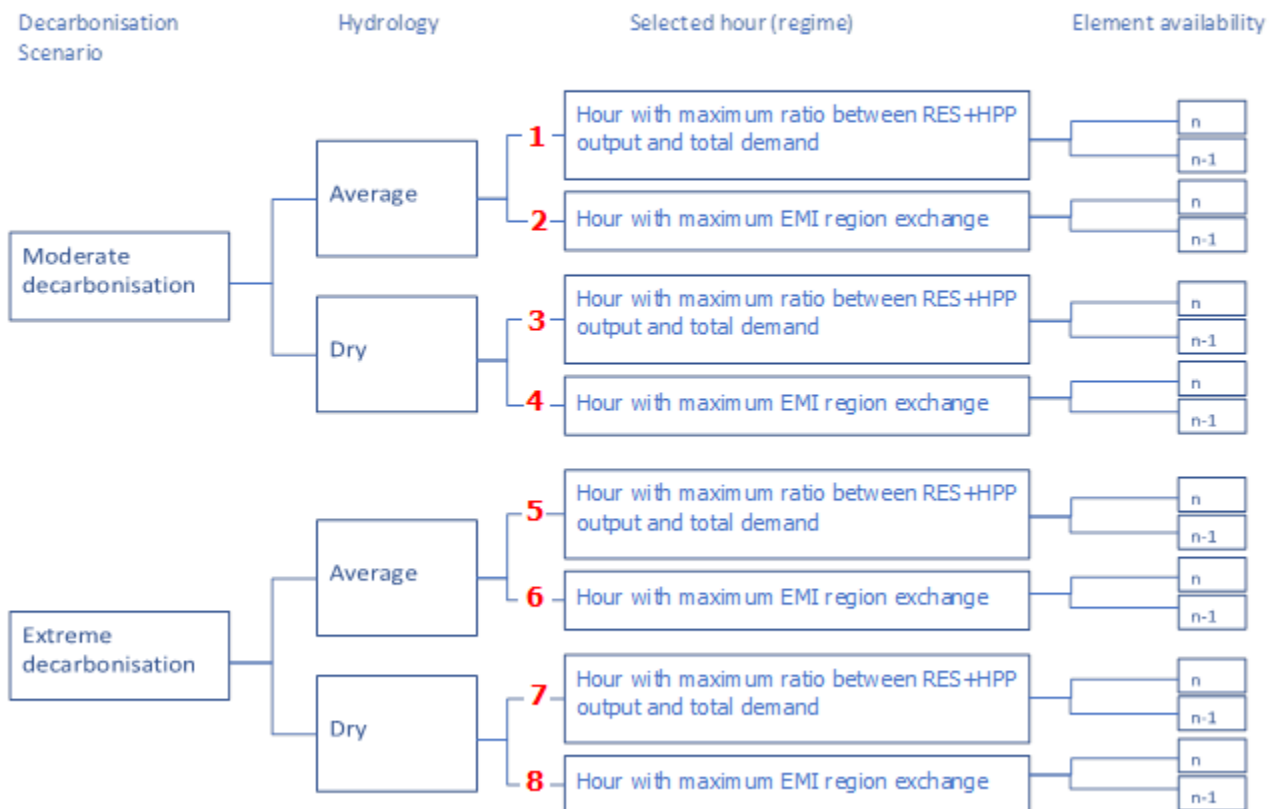 Decarbonisation
Scenario
Hydrology
Selected hour (regime)
Element availability
Moderate
decarbonisation
Average
1
Hour with maximum ratio between RES+HPP
output and total demand
n
n-1
2
Hour with maximum EMI region exchange
n
n-1
Dry
3
Hour with maximum ratio between RES+HPP
output and total demand
n
n-1
4
Hour with maximum EMI region exchange
n
n-1
Extreme
decarbonisation
Average
5
Hour with maximum ratio between RES+HPP
output and total demand
n
n-1
6
Hour with maximum EMI region exchange
n
n-1
Dry
7
Hour with maximum ratio between RES+HPP
output and total demand
n
n-1
8
Hour with maximum EMI region exchange
n
n-1